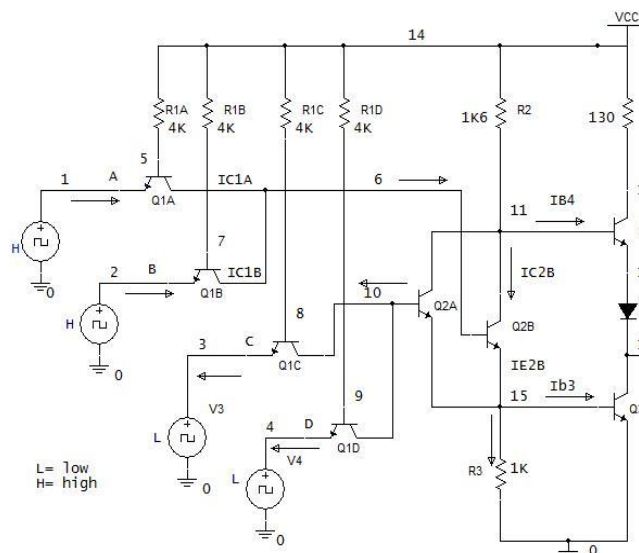 VCC
14
R1A
4K
R1B
4K
R1C
4K
R1D
4K
1K6
R2
130
5
1
A
IC1A
6
Q1A
11
IB4
H
0
7
2
B
IC1B
Q1B
IC2B
10
Q2A
Q2B
H
0
8
3
C
Q1C
IE2B
9
15
Ib3
V3
4
D
Q1D
L
V4
R3
1K
L= low
H= high
0
L
0
0